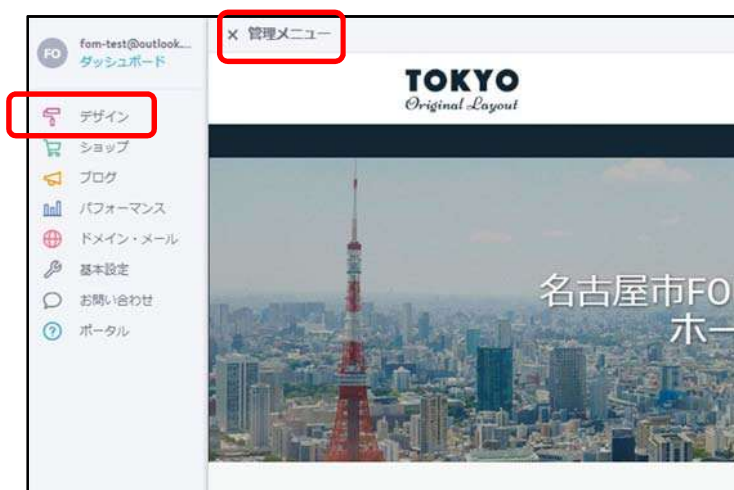 FO
fom-test@outlook....
ダッシュボード
デザイン
ショップ
ブログ
パフォーマンス
ドメイン・メール
基本設定
お問い合わせ
ポータル
× 管理メニュー
TOKYO
Original Layout
名古屋市FO
ホー